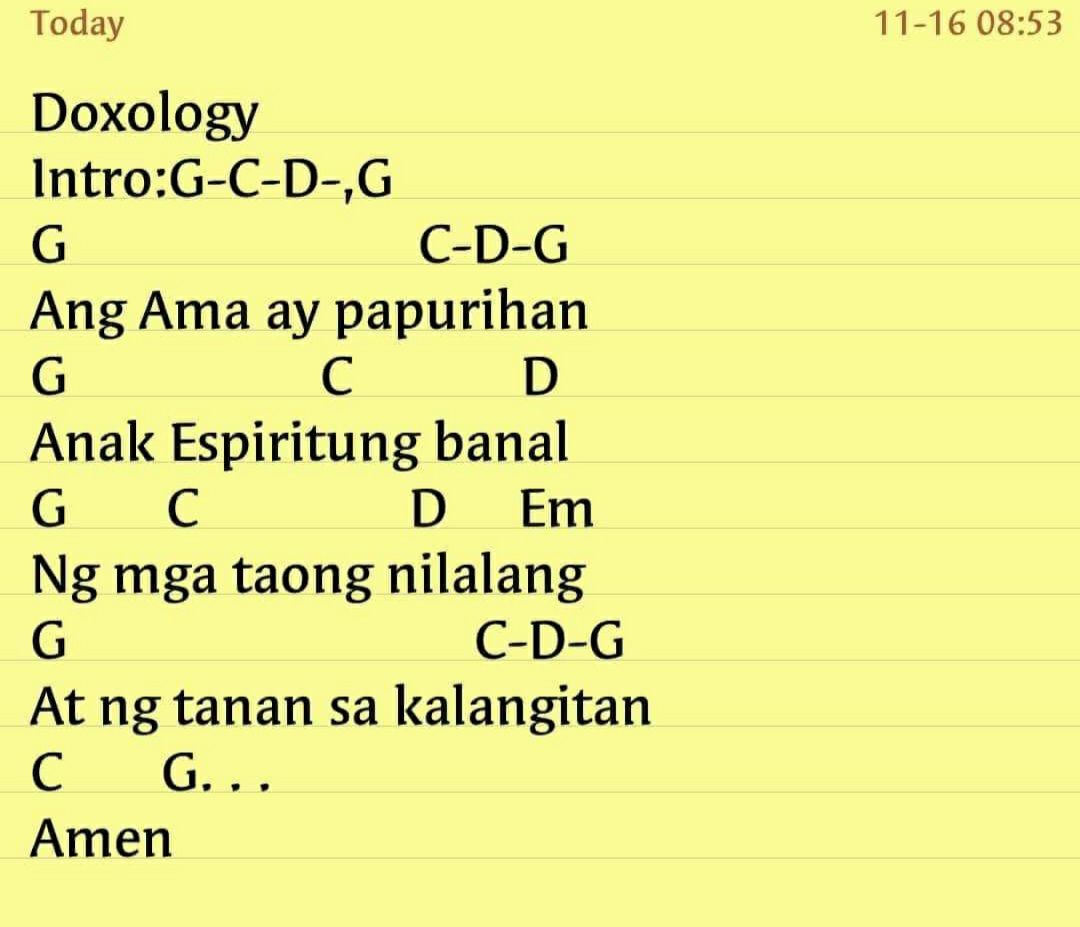 Today 11-16 08:53
Doxology
Intro:G-C-D-,G
G C-D-G
Ang Ama ay papurihan
G C D
Anak Espiritung banal
G C D Em
Ng mga taong nilalang
G C-D-G
At ng tanan sa kalangitan
C G. . .
Amen